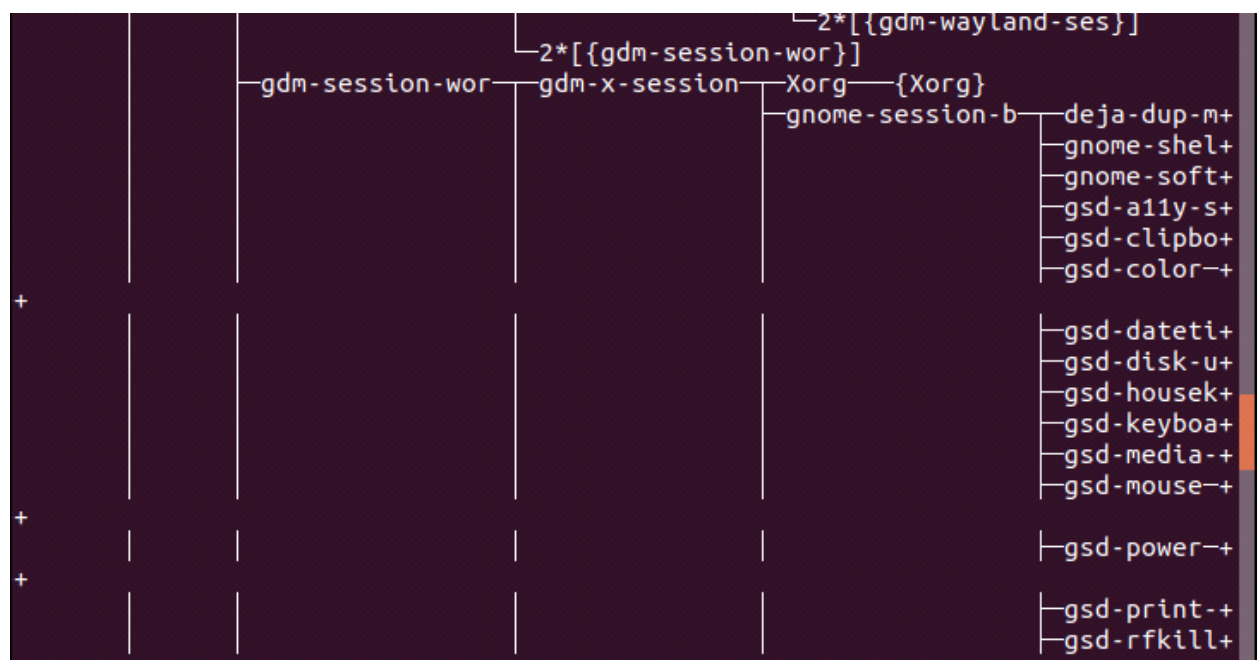 └─2*[{gdm-wayland-ses}]
└─2*[{gdm-session-wor}]
├─gdm-session-wor─┬─gdm-x-session─┬─Xorg───{Xorg}
├─gnome-session-b─┬─deja-dup-m+
├─gnome-shel+
├─gnome-soft+
├─gsd-a11y-s+
├─gsd-clipbo+
├─gsd-color─+
+
├─gsd-dateti+
├─gsd-disk-u+
├─gsd-housek+
├─gsd-keyboa+
├─gsd-media-+
├─gsd-mouse─+
+
├─gsd-power─+
+
├─gsd-print-+
├─gsd-rfkill+